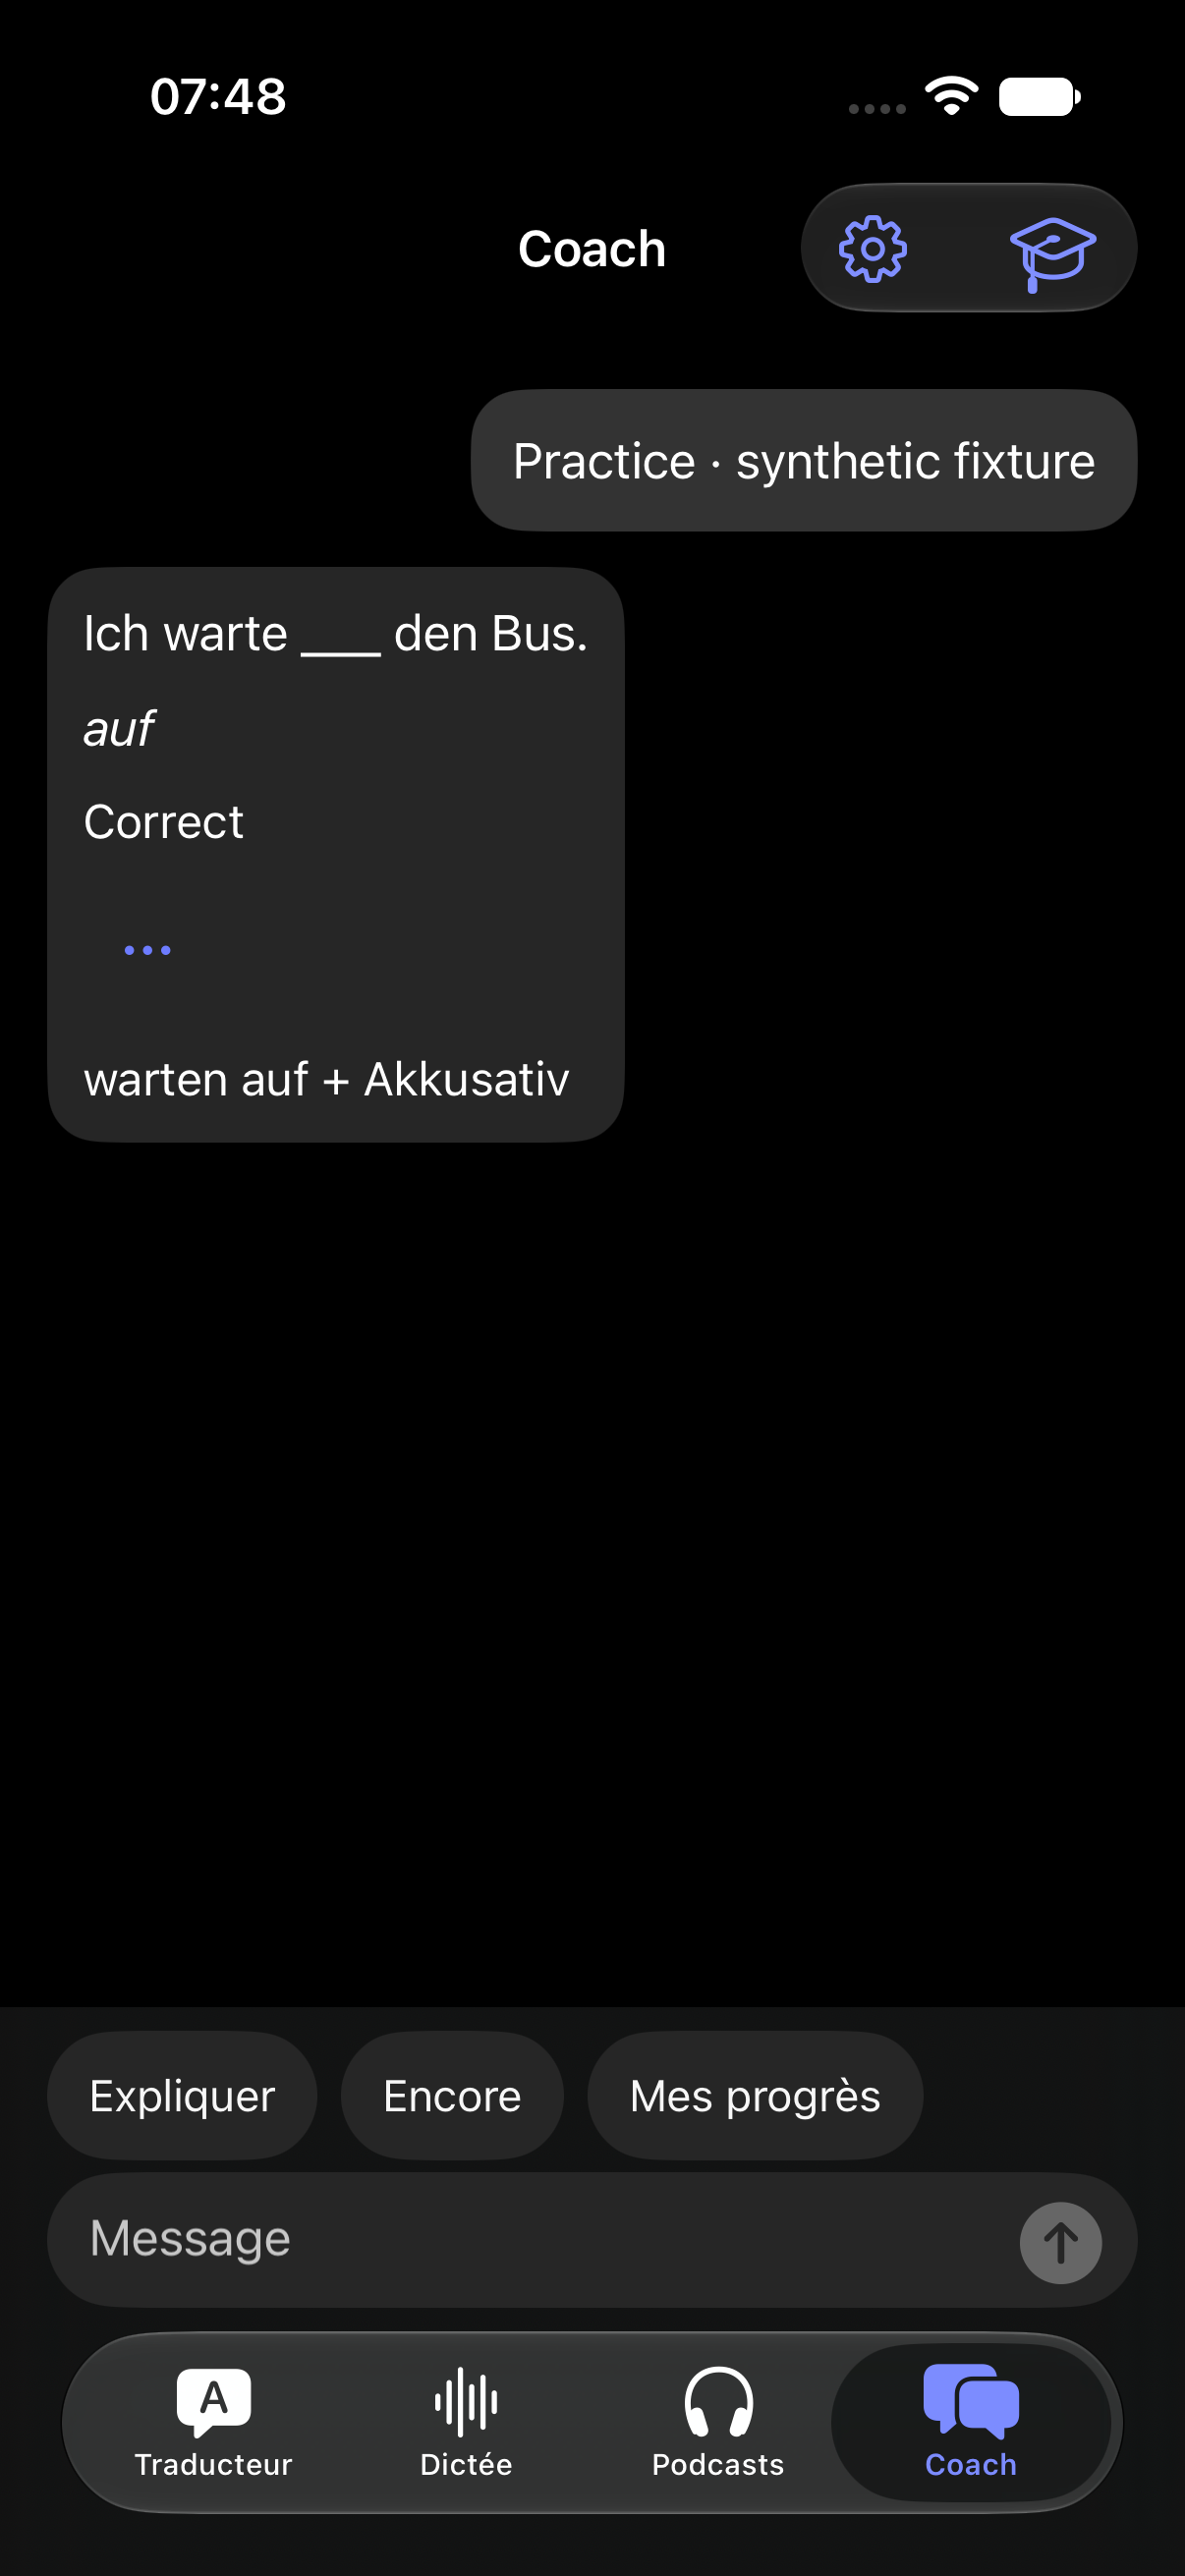 07:48
Coach
Practice · synthetic fixture
Ich warte ____ den Bus.
auf
Correct
...
warten auf + Akkusativ
Expliquer
Encore
Mes progrès
Message
A
Traducteur
Dictée
Podcasts
Coach